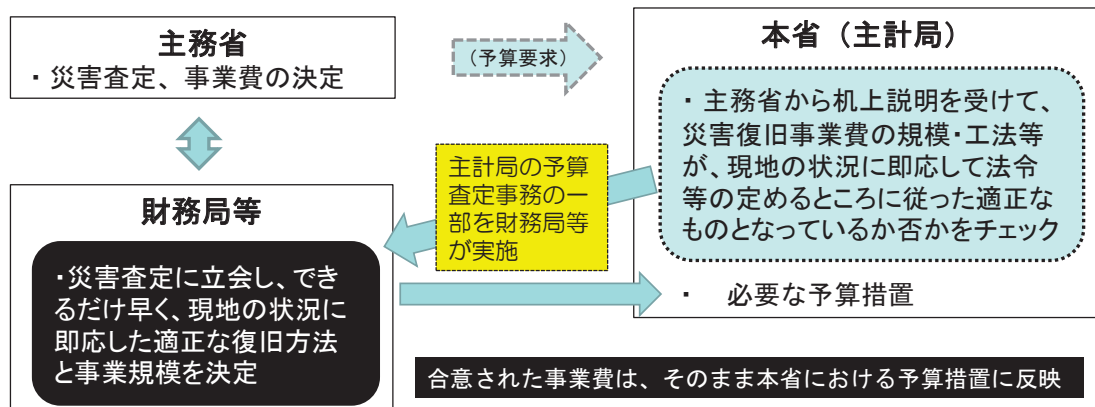 主務省
・災害査定、事業費の決定
(予算要求)
本省（主計局）
・主務省から机上説明を受けて、
災害復旧事業費の規模・工法等
が、現地の状況に即応して法令
等の定めるところに従った適正な
ものとなっているか否かをチェック
主計局の予算
査定事務の一
部を財務局等
が実施
財務局等
・災害査定に立会し、でき
るだけ早く、現地の状況に
即応した適正な復旧方法
と事業規模を決定
・ 必要な予算措置
合意された事業費は、そのまま本省における予算措置に反映